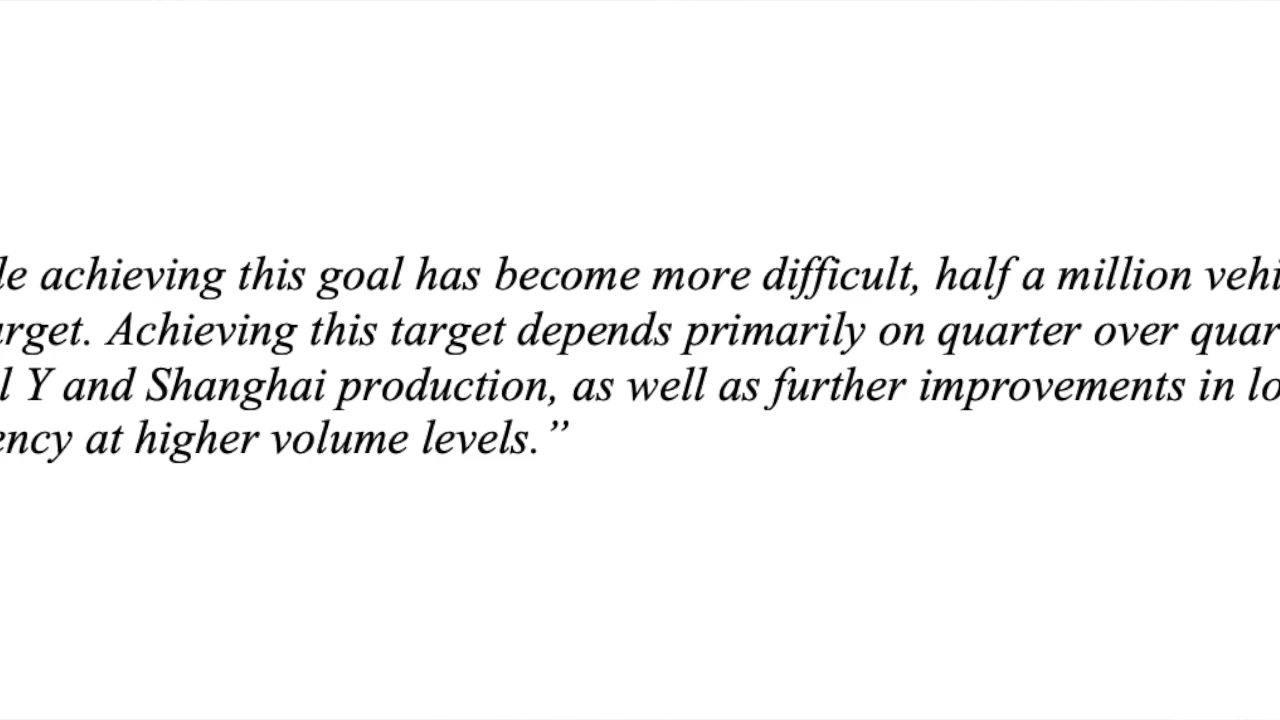 le achieving this goal has become more difficult, half a million vehi
arget. Achieving this target depends primarily on quarter over quar
l Y and Shanghai production, as well as further improvements in lo
ency at higher volume levels.”